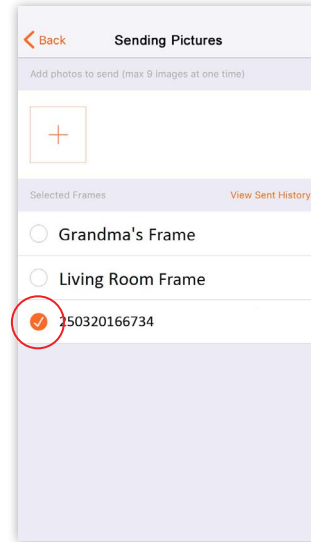 Back Sending Pictures
Add photos to send (max 9 images at one time)
Selected Frames View Sent History
Grandma's Frame
Living Room Frame
250320166734